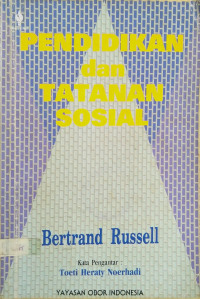 PENDIDIKAN
dan
TATANAN
SOSIAL
Bertrand Russell
Kata Pengantar :
Toeti Heraty Noerhadi
YAYASAN OBOR INDONESIA